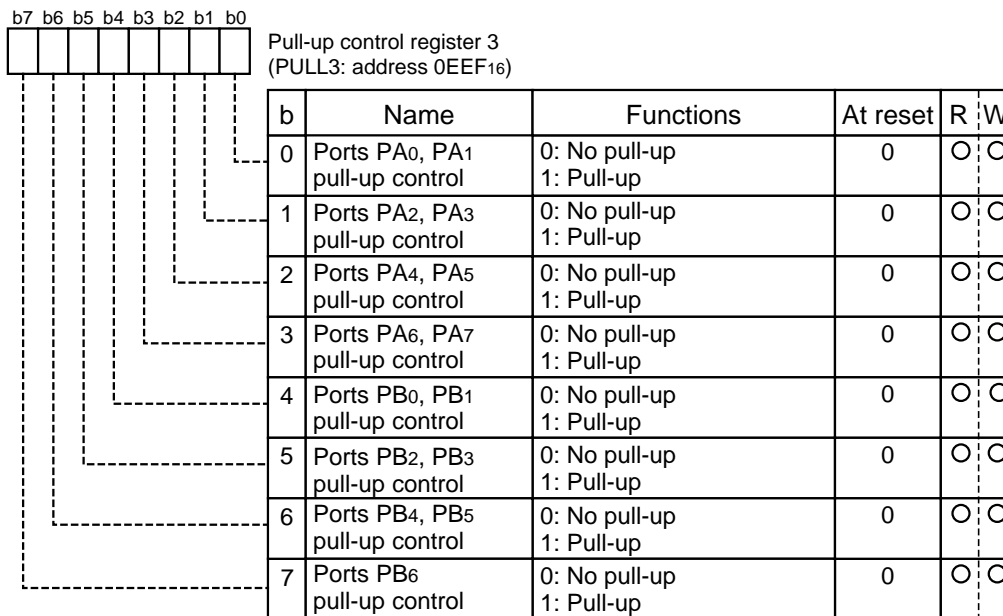 b7 b6 b5 b4 b3 b2 b1 b0
Pull-up control register 3
(PULL3: address 0EEF16)
b Name Functions At reset R W
0 Ports PA0, PA1 0: No pull-up 0 O O
pull-up control 1: Pull-up
1 Ports PA2, PA3 0: No pull-up 0 O O
pull-up control 1: Pull-up
2 Ports PA4, PA5 0: No pull-up 0 O O
pull-up control 1: Pull-up
3 Ports PA6, PA7 0: No pull-up 0 O O
pull-up control 1: Pull-up
4 Ports PB0, PB1 0: No pull-up 0 O O
pull-up control 1: Pull-up
5 Ports PB2, PB3 0: No pull-up 0 O O
pull-up control 1: Pull-up
6 Ports PB4, PB5 0: No pull-up 0 O O
pull-up control 1: Pull-up
7 Ports PB6 0: No pull-up 0 O O
pull-up control 1: Pull-up